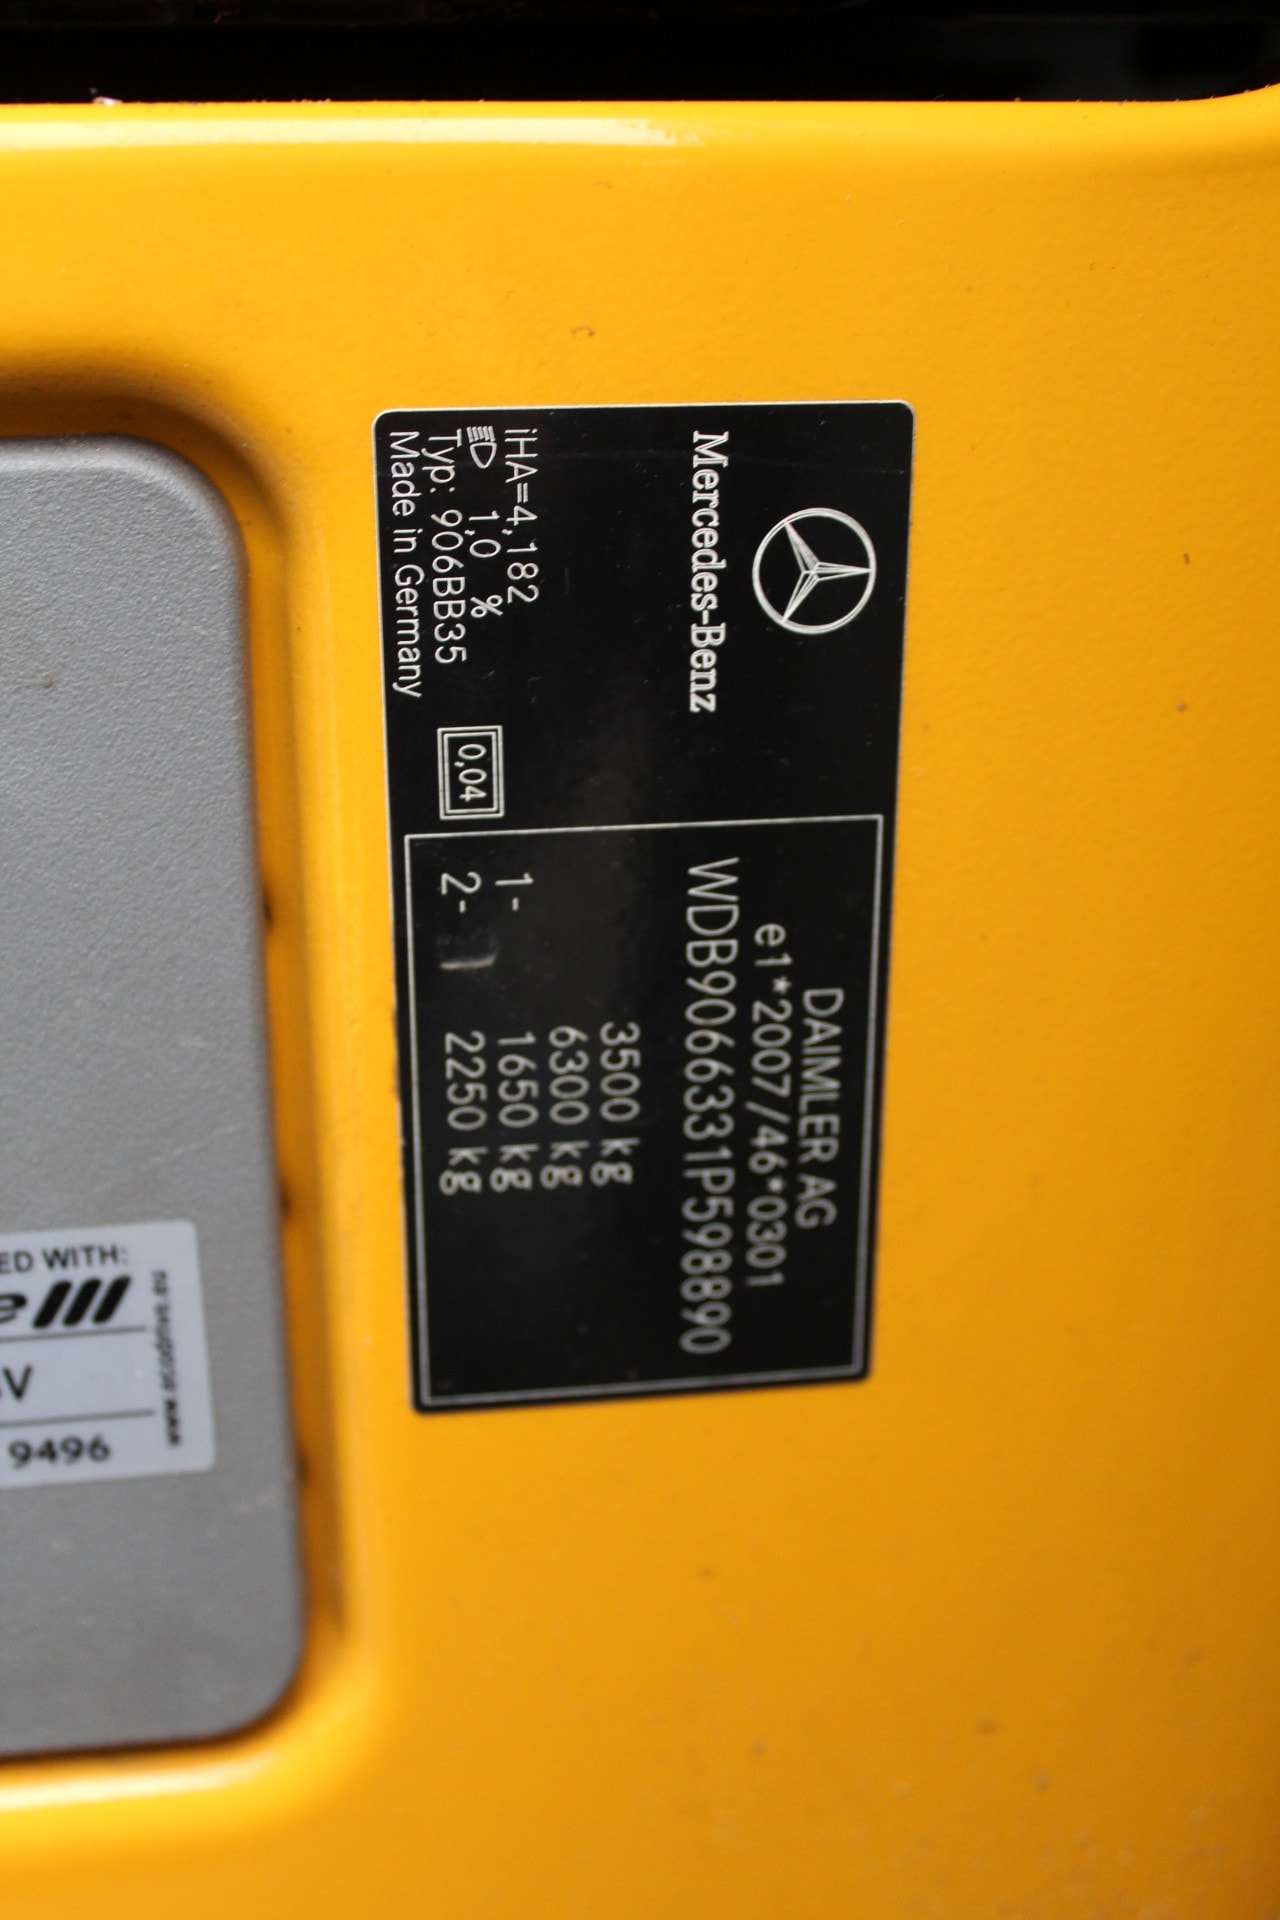 Mercedes-Benz
iHA=4,182
1,0 %
Typ: 906BB35
Made in Germany
0,04
DAIMLER AG
e1*2007/46*0301
WDB9066331P598890
3500 kg
6300 kg
1- 1650 kg
2- 2250 kg
ED WITH:
V
9496